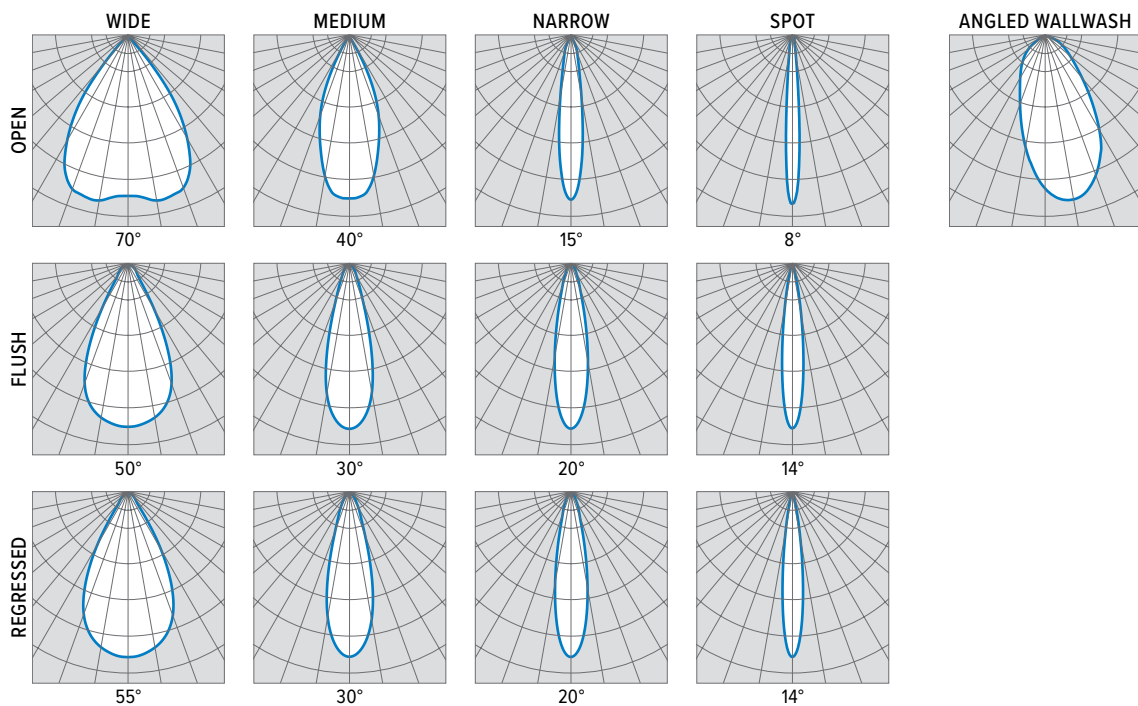 WIDE MEDIUM NARROW SPOT ANGLED WALLWASH
OPEN
70° 40° 15° 8°
FLUSH
50° 30° 20° 14°
REGRESSED
55° 30° 20° 14°